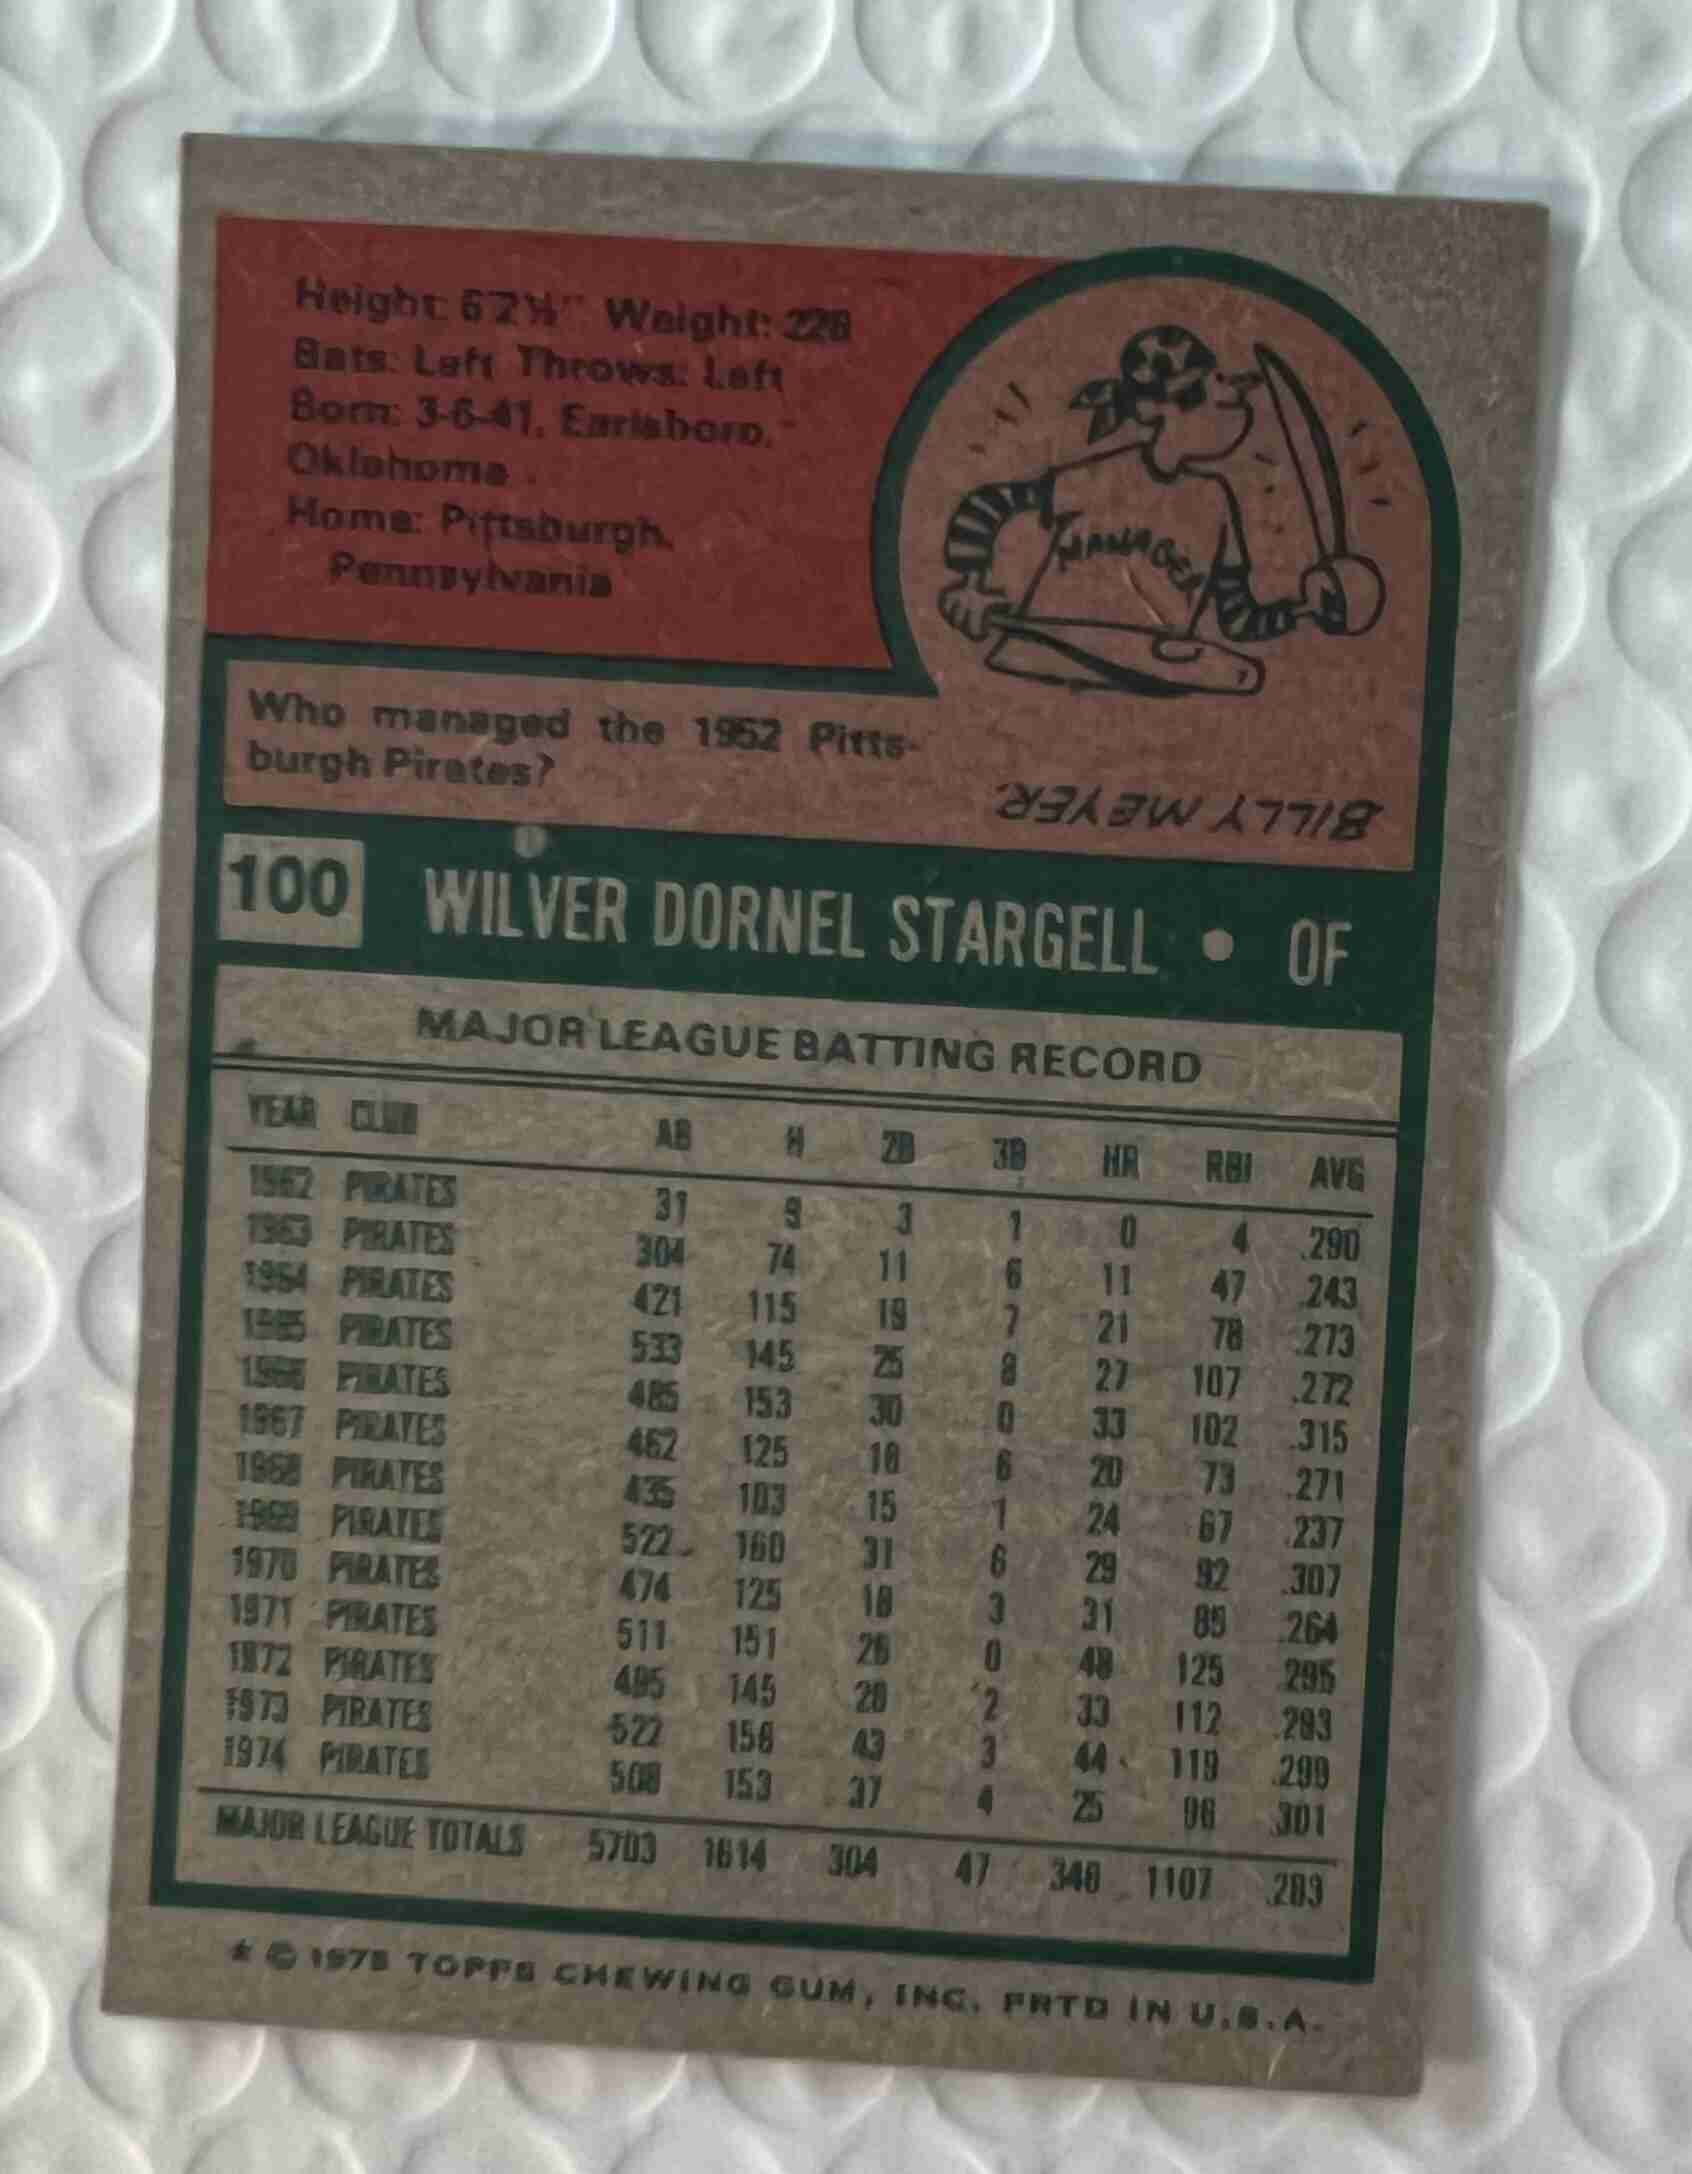 Height: 6'2½" Weight: 228
Bats: Left Throws: Left
Born: 3-6-41, Earlsboro,
Oklahoma
Home: Pittsburgh,
Pennsylvania
MANAGER
Who managed the 1952 Pitts-
burgh Pirates?
BILLY MEYER.
100 WILVER DORNEL STARGELL • OF
MAJOR LEAGUE BATTING RECORD
YEAR CLUB AB H 2B 3B HR RBI AVG
1962 PIRATES 31 9 3 1 0 4 .290
1963 PIRATES 304 74 11 6 11 47 .243
1964 PIRATES 421 115 19 7 21 78 .273
1965 PIRATES 533 145 25 8 27 107 .272
1966 PIRATES 485 153 30 0 33 102 .315
1967 PIRATES 462 125 18 6 20 73 .271
1968 PIRATES 435 103 15 1 24 67 .237
1969 PIRATES 522 160 31 6 29 92 .307
1970 PIRATES 474 125 18 3 31 85 .264
1971 PIRATES 511 151 26 0 48 125 .295
1972 PIRATES 495 145 28 2 33 112 .293
1973 PIRATES 522 156 43 3 44 119 .299
1974 PIRATES 508 153 37 4 25 96 .301
MAJOR LEAGUE TOTALS 5703 1614 304 47 346 1107 .283
* © 1975 TOPPS CHEWING GUM, INC. PRTD IN U.S.A.